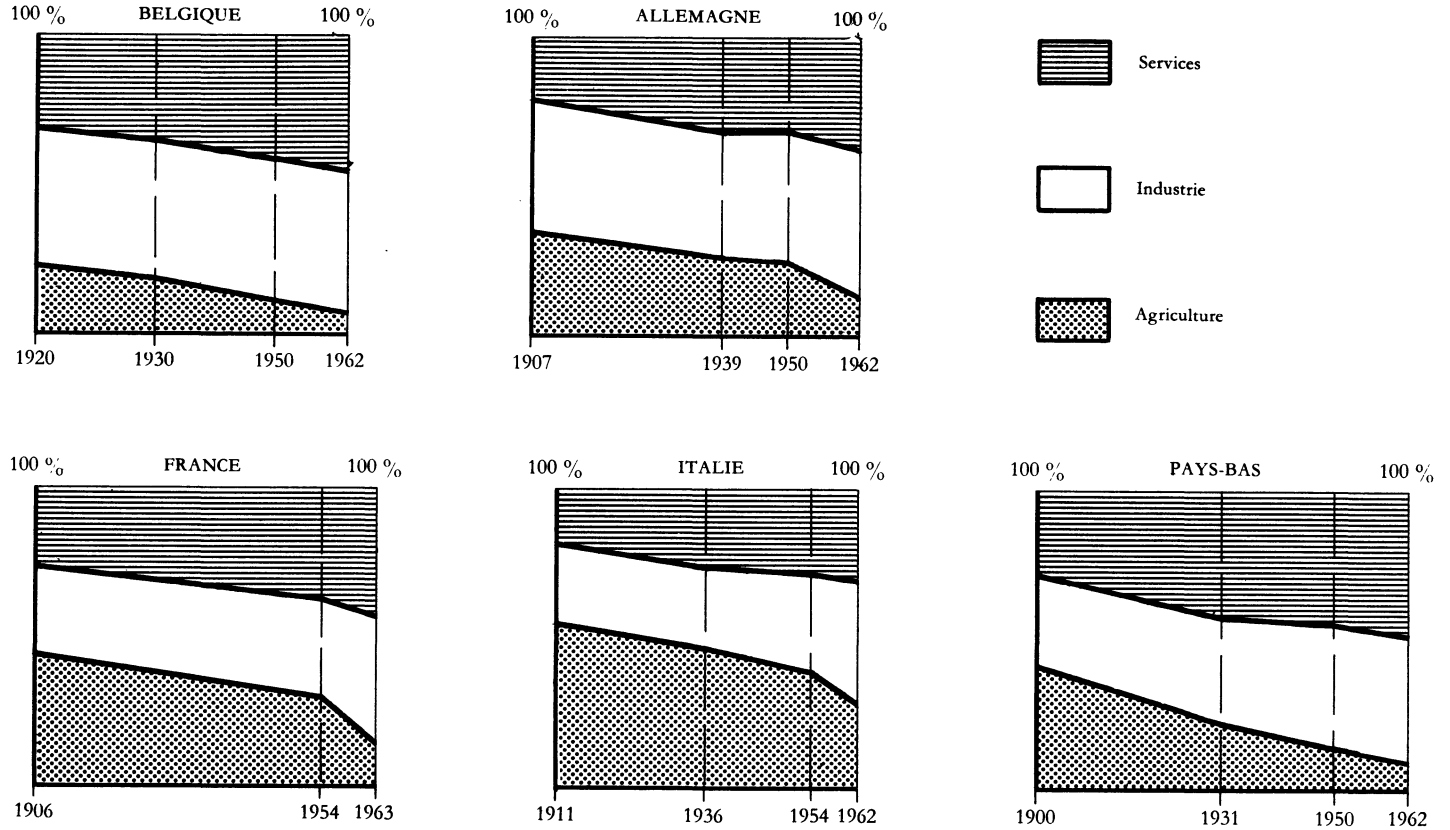 100 % BELGIQUE 100 %
1920 1930 1950 1962
100 % ALLEMAGNE 100 %
1907 1939 1950 1962
Services
Industrie
Agriculture
100 % FRANCE 100 %
1906 1954 1963
100 % ITALIE 100 %
1911 1936 1954 1962
100 % PAYS-BAS 100 %
1900 1931 1950 1962